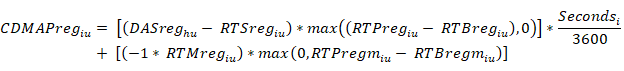 CDMAPreg_iu = [(DASreg_hu − RTSreg_iu) * max((RTPreg_iu − RTBreg_iu), 0)] * Seconds_i / 3600
+ [(−1 * RTMreg_iu) * max(0, RTPregm_iu − RTBregm_iu)]